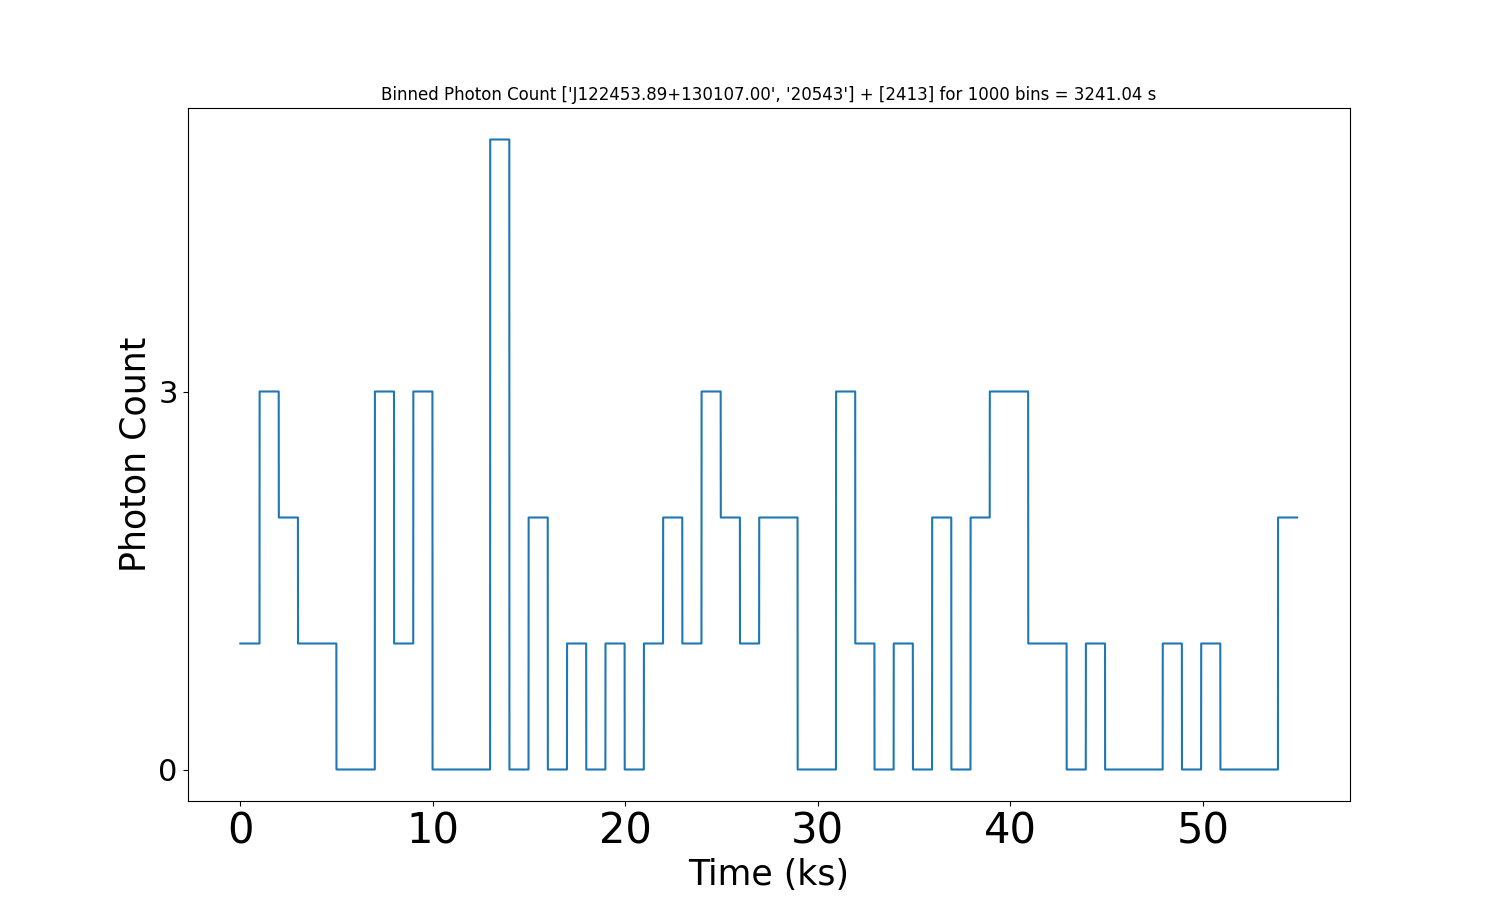 Binned Photon Count ['J122453.89+130107.00', '20543'] + [2413] for 1000 bins = 3241.04 s
Photon Count
3
0
0 10 20 30 40 50
Time (ks)